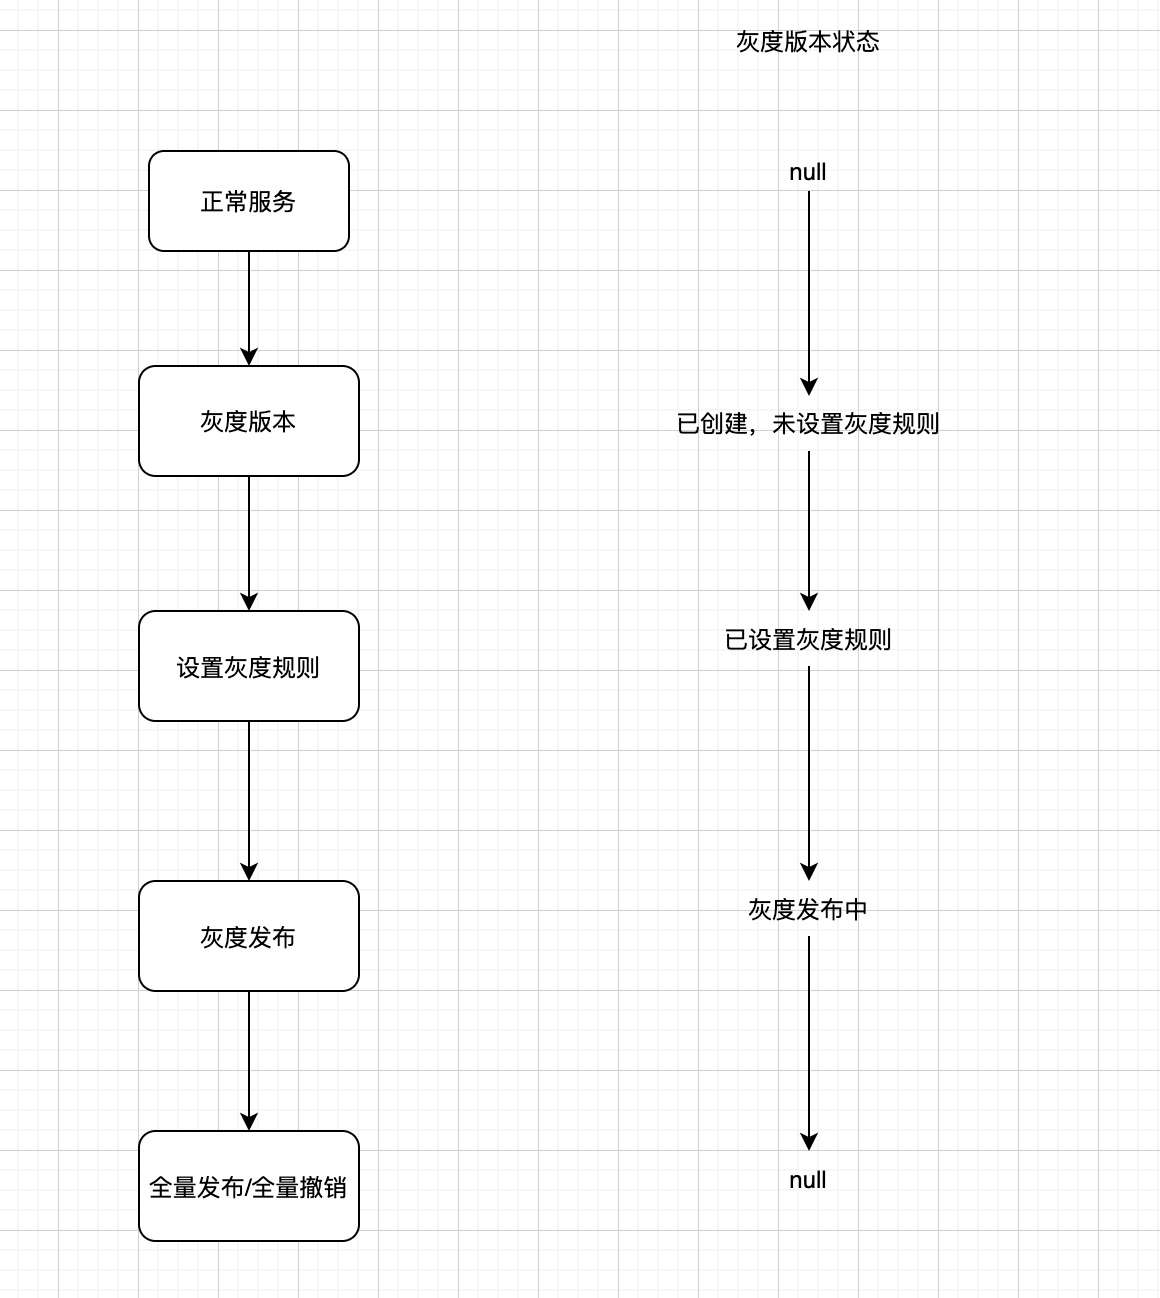 灰度版本状态
正常服务
null
灰度版本
已创建，未设置灰度规则
设置灰度规则
已设置灰度规则
灰度发布
灰度发布中
全量发布/全量撤销
null